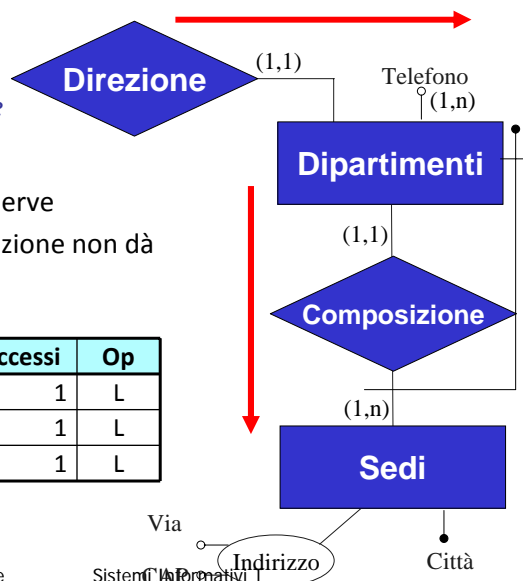 Direzione
(1,1)
Telefono
(1,n)
Dipartimenti
erve
zione non dà
(1,1)
Composizione
ccessi Op
1 L
1 L
1 L
(1,n)
Sedi
Via
Indirizzo
Città
e Sistemi Informativi T
CAP